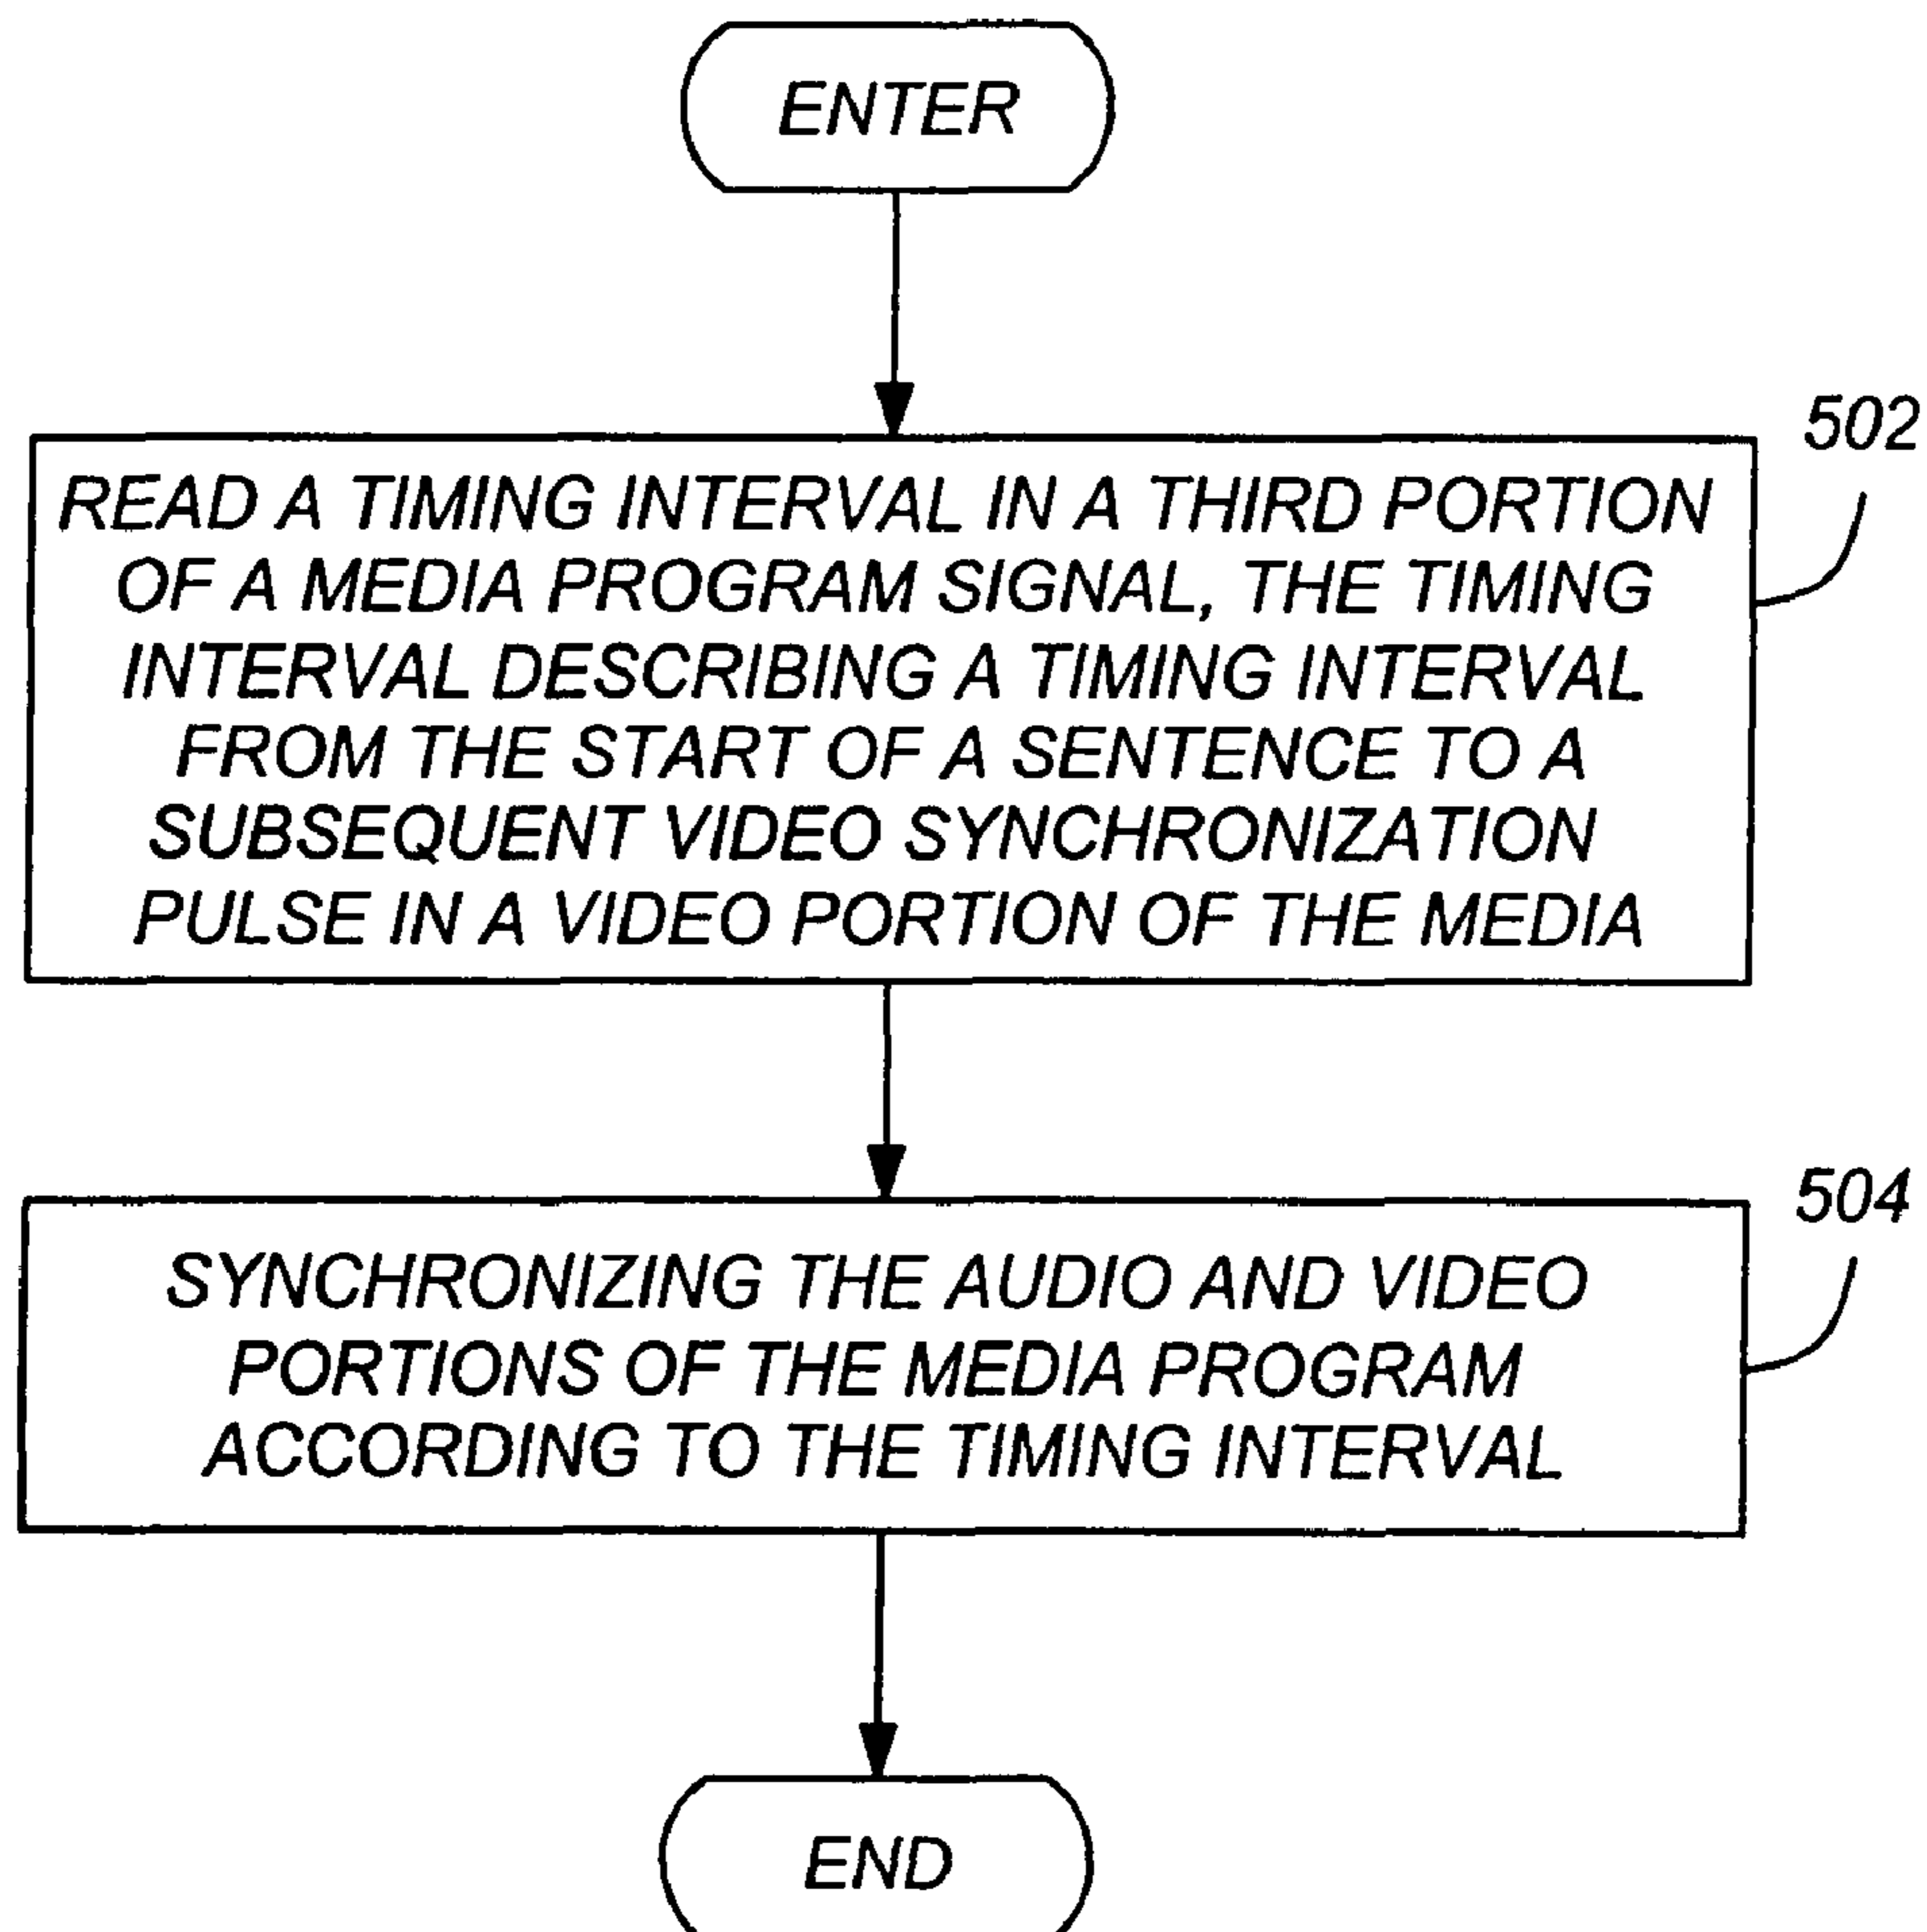 ENTER
502
READ A TIMING INTERVAL IN A THIRD PORTION
OF A MEDIA PROGRAM SIGNAL, THE TIMING
INTERVAL DESCRIBING A TIMING INTERVAL
FROM THE START OF A SENTENCE TO A
SUBSEQUENT VIDEO SYNCHRONIZATION
PULSE IN A VIDEO PORTION OF THE MEDIA
504
SYNCHRONIZING THE AUDIO AND VIDEO
PORTIONS OF THE MEDIA PROGRAM
ACCORDING TO THE TIMING INTERVAL
END